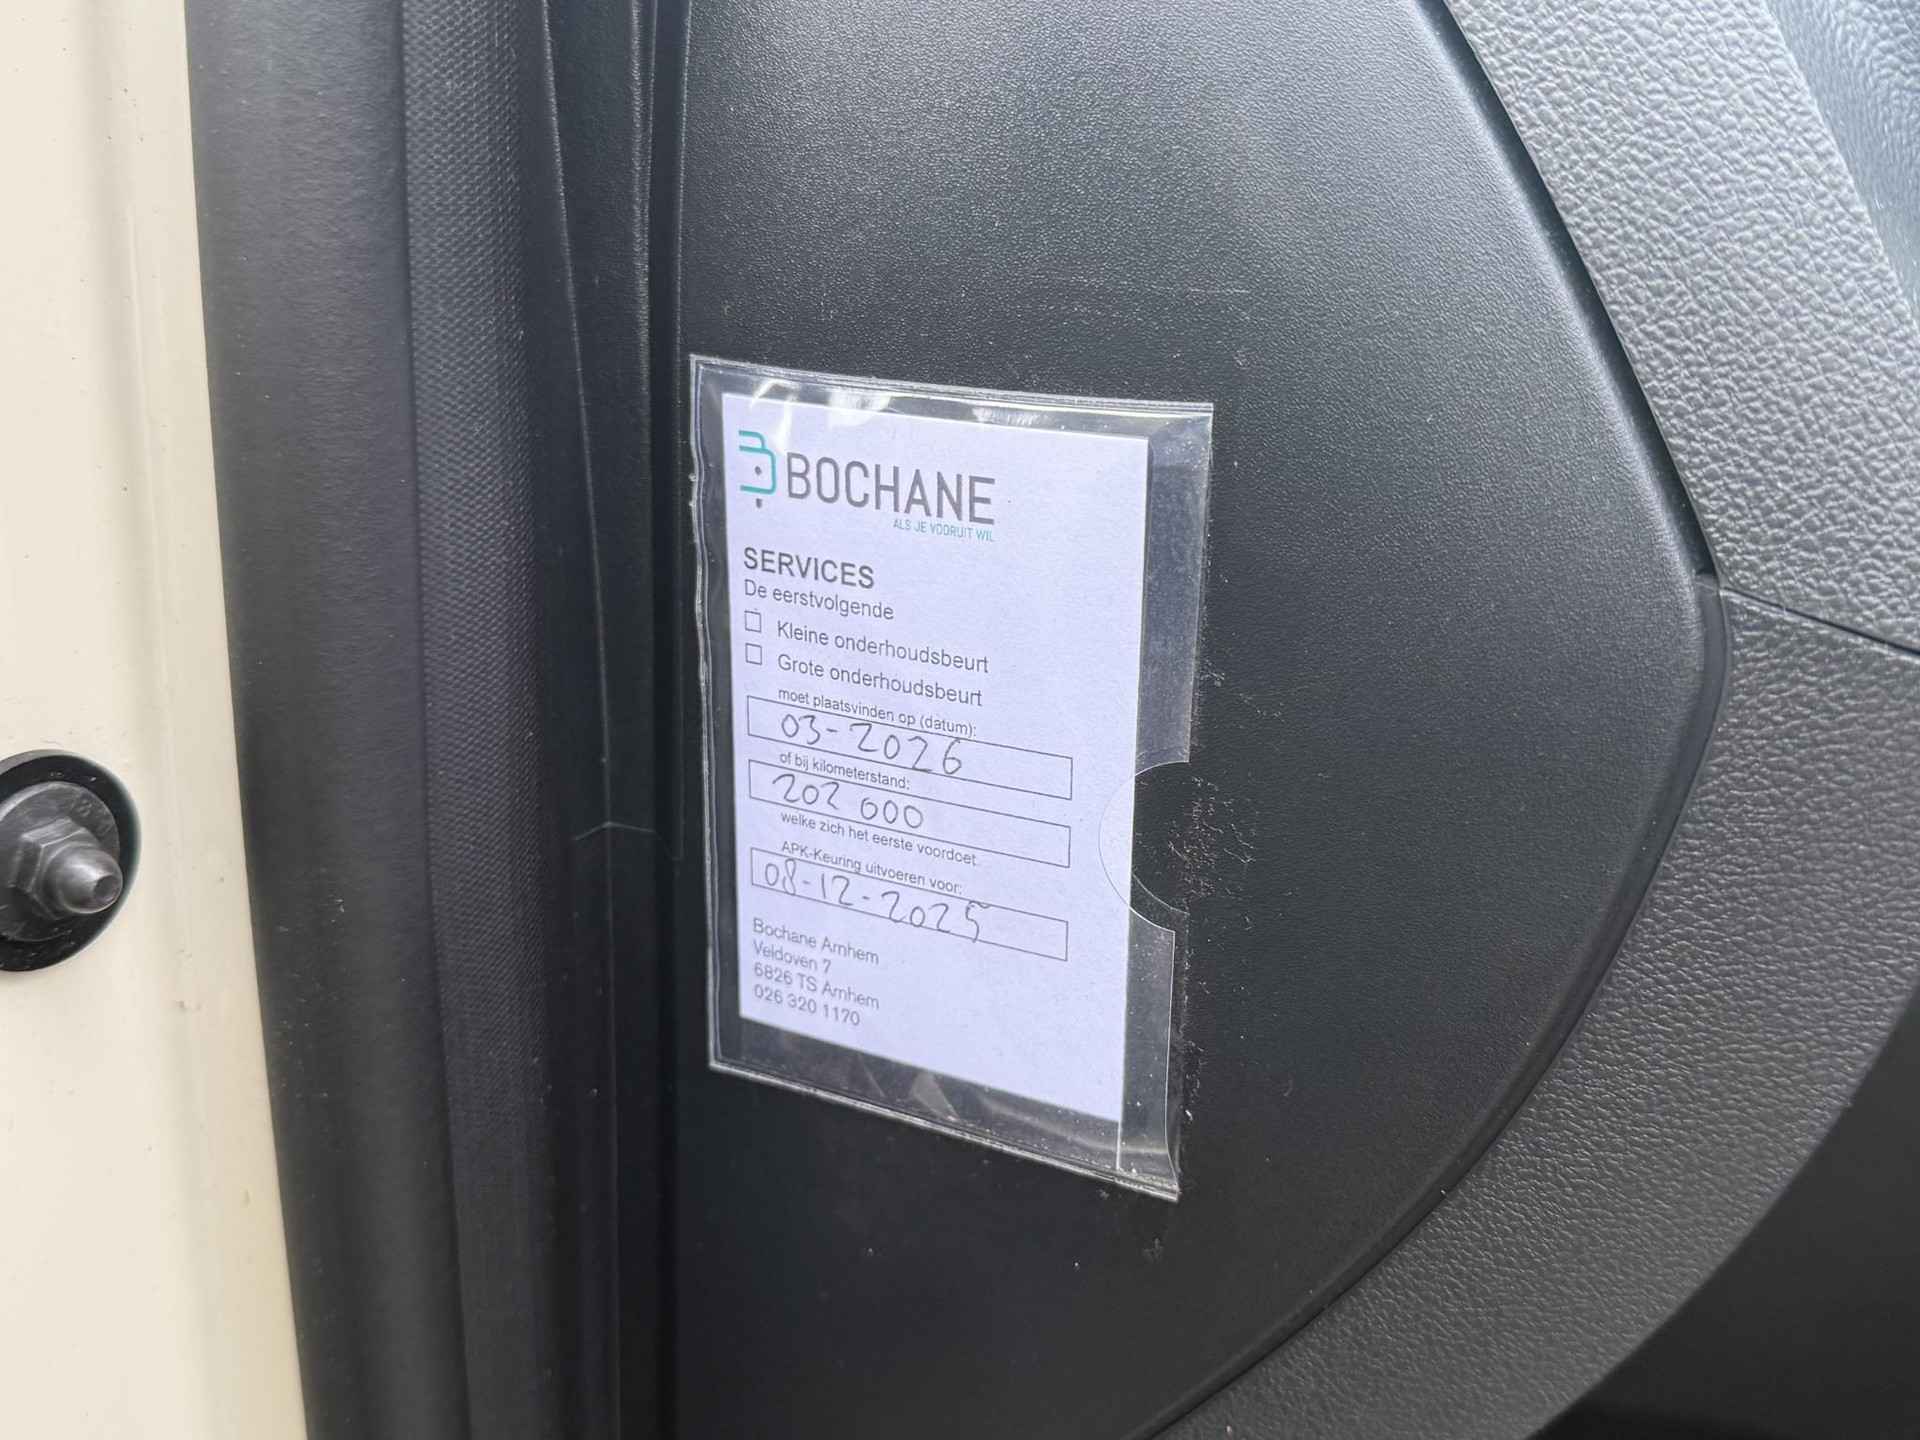 BOCHANE
ALS JE VOORUIT WIL
SERVICES
De eerstvolgende
Kleine onderhoudsbeurt
Grote onderhoudsbeurt
moet plaatsvinden op (datum):
03-2026
of bij kilometerstand:
202 000
welke zich het eerste voordoet.
APK-Keuring uitvoeren voor:
08-12-2025
Bochane Arnhem
Veldoven 7
6826 TS Arnhem
026 320 1170